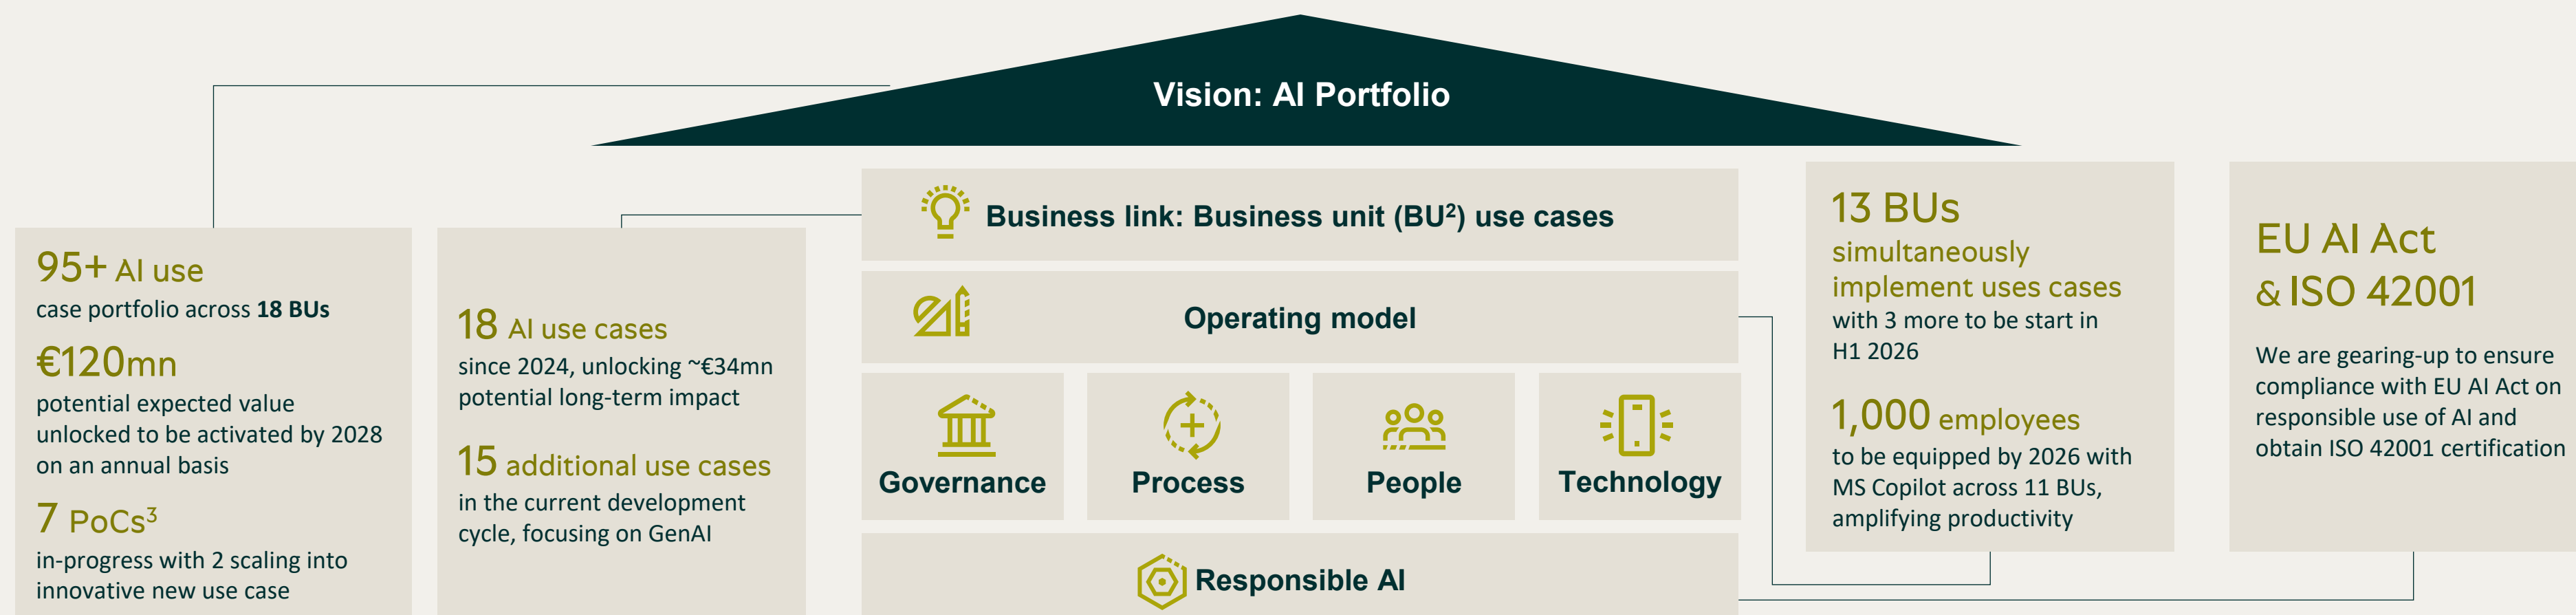 Vision: AI Portfolio
95+ AI use
case portfolio across 18 BUs
€120mn
potential expected value
unlocked to be activated by 2028
on an annual basis
7 PoCs³
in-progress with 2 scaling into
innovative new use case
18 AI use cases
since 2024, unlocking ~€34mn
potential long-term impact
15 additional use cases
in the current development
cycle, focusing on GenAI
Business link: Business unit (BU²) use cases
Operating model
Governance
Process
People
Technology
Responsible AI
13 BUs
simultaneously
implement uses cases
with 3 more to be start in
H1 2026
1,000 employees
to be equipped by 2026 with
MS Copilot across 11 BUs,
amplifying productivity
EU AI Act
& ISO 42001
We are gearing-up to ensure
compliance with EU AI Act on
responsible use of AI and
obtain ISO 42001 certification